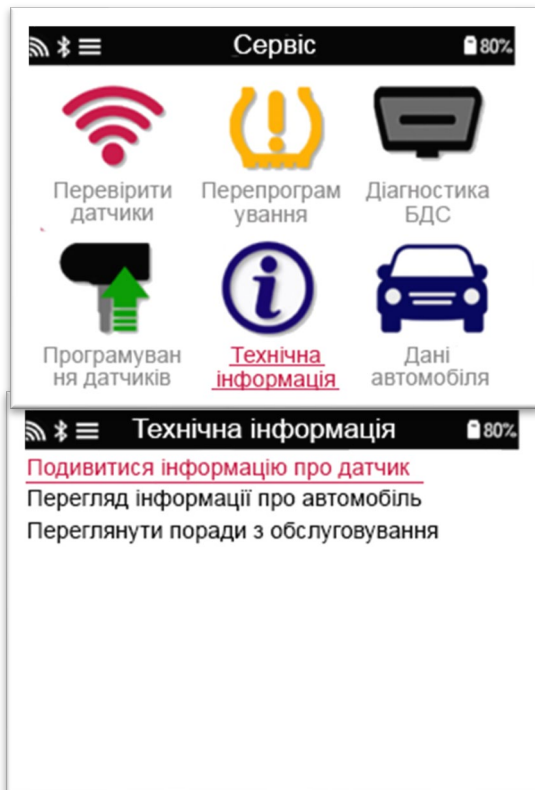 Сервіс 80%
Перевірити Перепрограм Діагностика
датчики ування БДС
Програмуван Технічна Дані
ня датчиків інформація автомобіля
Технічна інформація 80%
Подивитися інформацію про датчик
Перегляд інформації про автомобіль
Переглянути поради з обслуговування